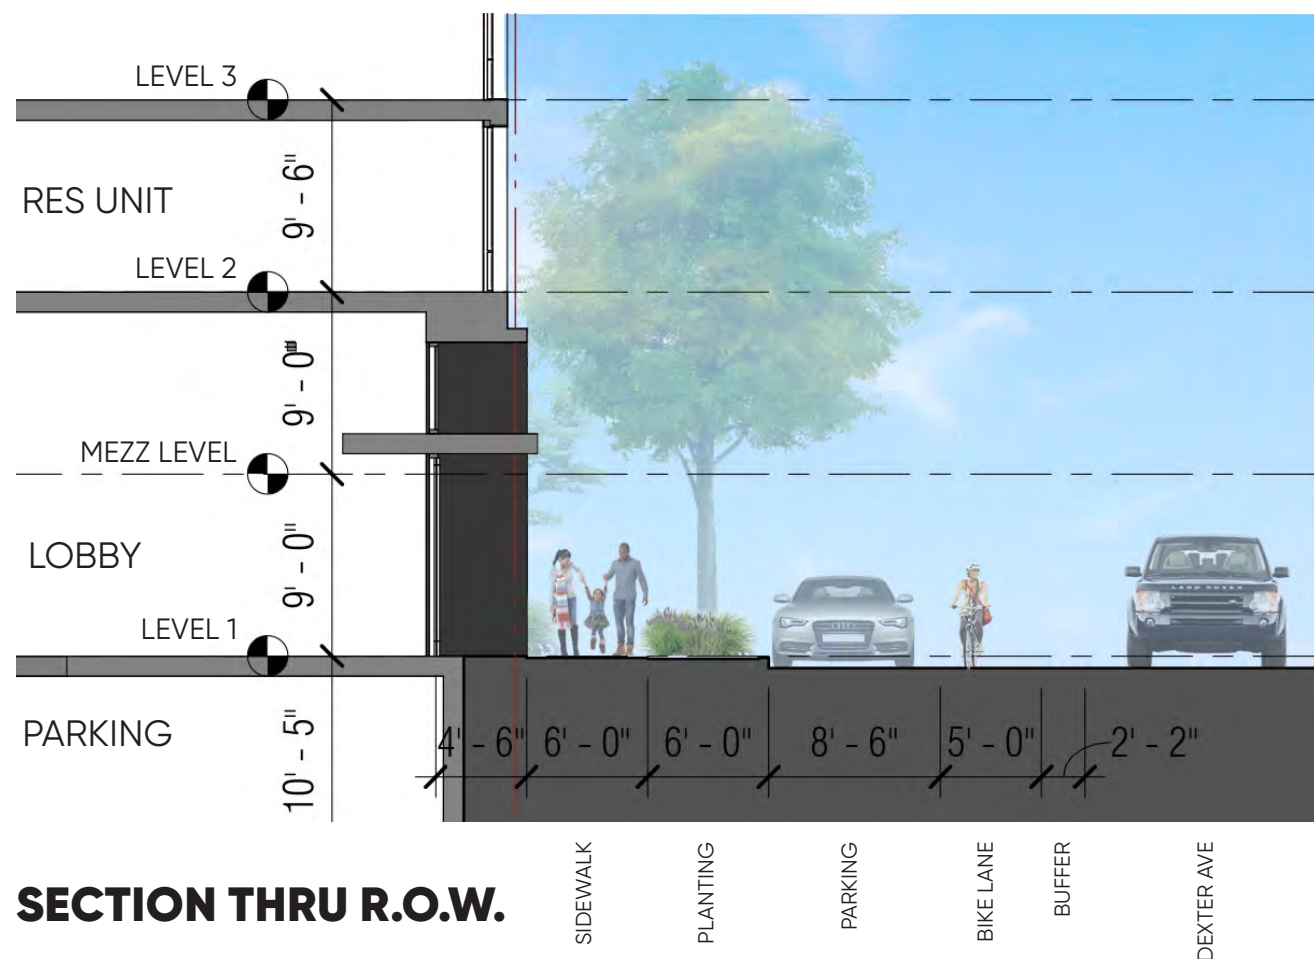 LEVEL 3
9' - 6"
RES UNIT
LEVEL 2
9' - 0"
MEZZ LEVEL
9' - 0"
LOBBY
LEVEL 1
LAND ROVER
PARKING
10' - 5"
4' - 6" 6' - 0" 6' - 0" 8' - 6" 5' - 0" 2' - 2"
SIDEWALK
PLANTING
PARKING
BIKE LANE
BUFFER
DEXTER AVE
SECTION THRU R.O.W.